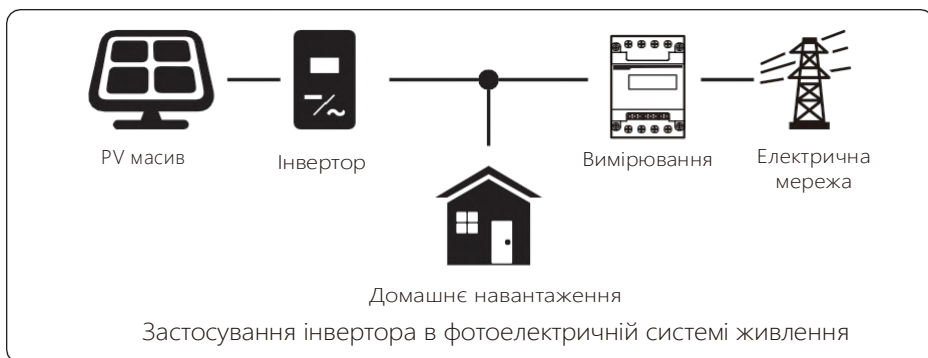 PV масив
Інвертор
Вимірювання
Електрична
мережа
Домашнє навантаження
Застосування інвертора в фотоелектричній системі живлення